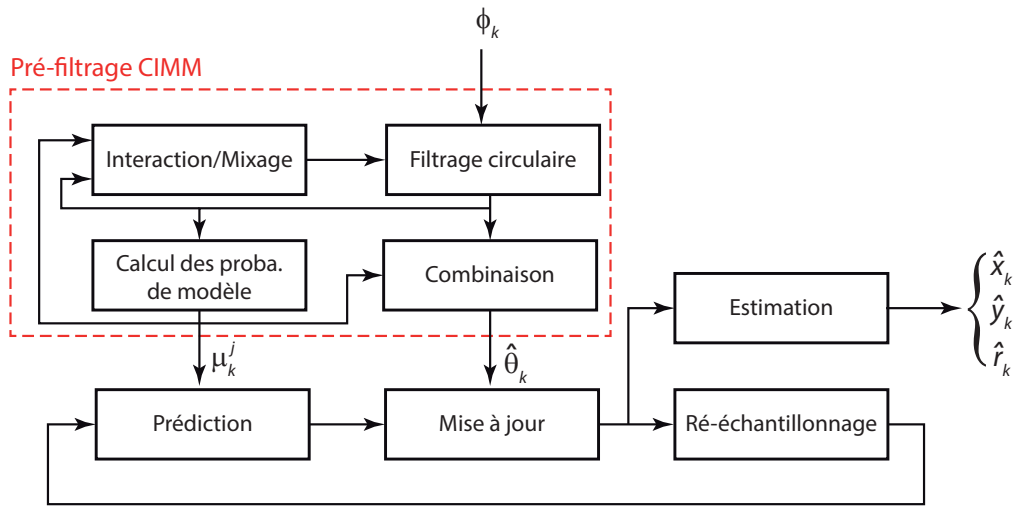 ϕ_k
Pré-filtrage CIMM
Interaction/Mixage
Filtrage circulaire
Calcul des proba.
de modèle
Combinaison
Estimation
x̂_k
ŷ_k
r̂_k
μ_k^j
θ̂_k
Prédiction
Mise à jour
Ré-échantillonnage